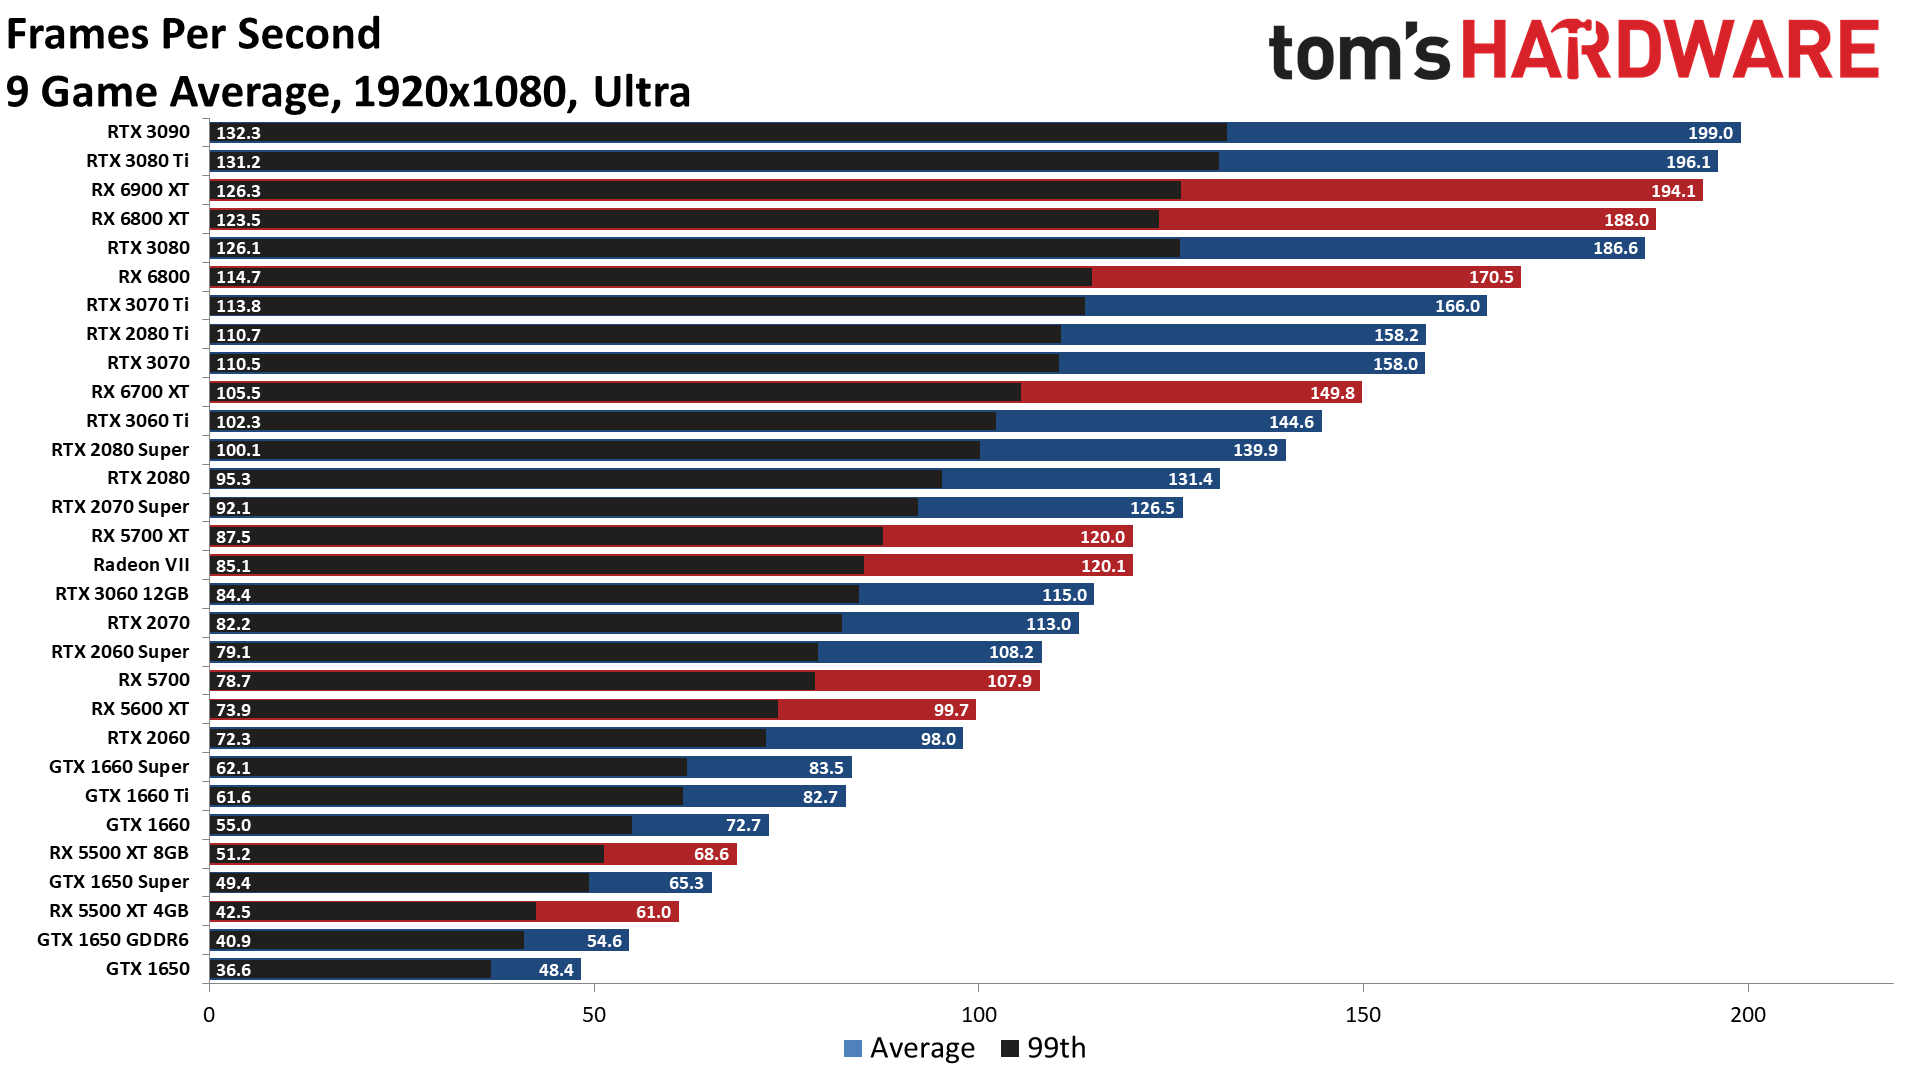 Frames Per Second
tom's HARDWARE
9 Game Average, 1920x1080, Ultra
RTX 3090 132.3 199.0
RTX 3080 Ti 131.2 196.1
RX 6900 XT 126.3 194.1
RX 6800 XT 123.5 188.0
RTX 3080 126.1 186.6
RX 6800 114.7 170.5
RTX 3070 Ti 113.8 166.0
RTX 2080 Ti 110.7 158.2
RTX 3070 110.5 158.0
RX 6700 XT 105.5 149.8
RTX 3060 Ti 102.3 144.6
RTX 2080 Super 100.1 139.9
RTX 2080 95.3 131.4
RTX 2070 Super 92.1 126.5
RX 5700 XT 87.5 120.0
Radeon VII 85.1 120.1
RTX 3060 12GB 84.4 115.0
RTX 2070 82.2 113.0
RTX 2060 Super 79.1 108.2
RX 5700 78.7 107.9
RX 5600 XT 73.9 99.7
RTX 2060 72.3 98.0
GTX 1660 Super 62.1 83.5
GTX 1660 Ti 61.6 82.7
GTX 1660 55.0 72.7
RX 5500 XT 8GB 51.2 68.6
GTX 1650 Super 49.4 65.3
RX 5500 XT 4GB 42.5 61.0
GTX 1650 GDDR6 40.9 54.6
GTX 1650 36.6 48.4
0 50 100 150 200
Average 99th